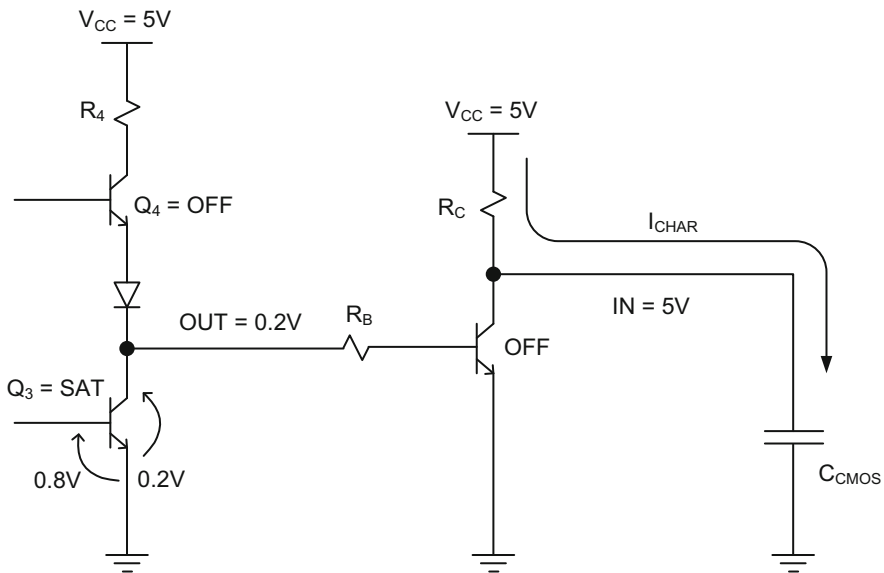 V_CC = 5V
R_4
Q_4 = OFF
V_CC = 5V
R_C
I_CHAR
IN = 5V
OUT = 0.2V
R_B
OFF
Q_3 = SAT
0.8V
0.2V
C_CMOS